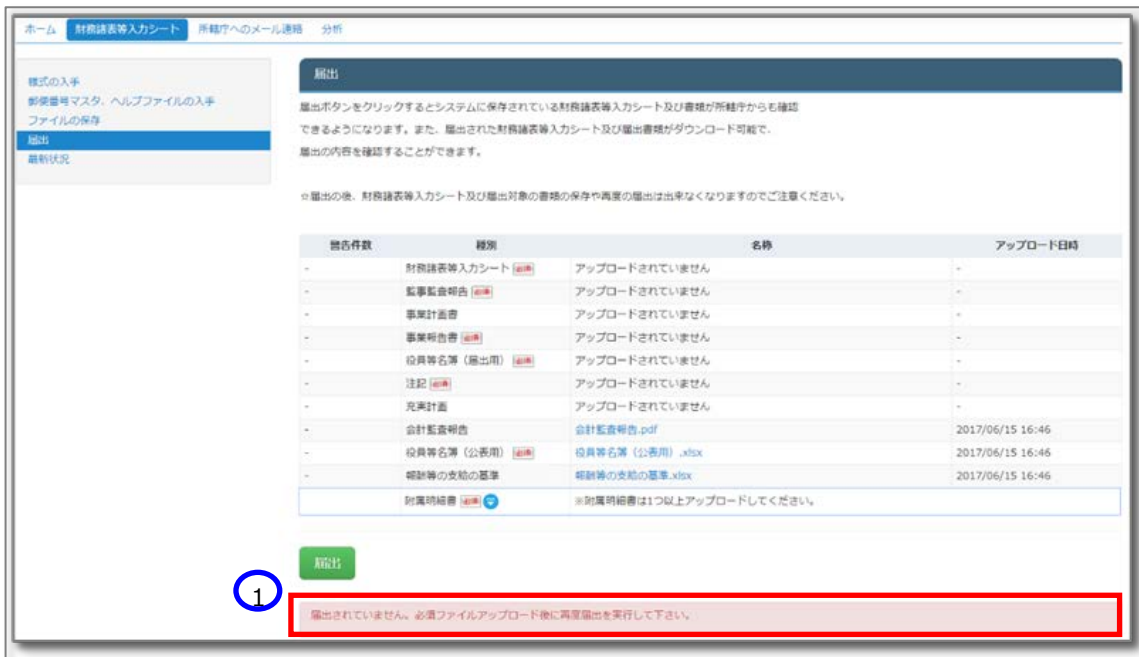 ホーム 財務諸表等入力シート 所轄庁へのメール連絡 分析
様式の入手
郵便番号マスタ、ヘルプファイルの入手
ファイルの保存
届出
最新状況
届出
届出ボタンをクリックするとシステムに保存されている財務諸表等入力シート及び書類が所轄庁からも確認
できるようになります。また、届出された財務諸表等入力シート及び届出書類がダウンロード可能で、
届出の内容を確認することができます。
☆届出の後、財務諸表等入力シート及び届出対象の書類の保存や再度の届出は出来なくなりますのでご注意ください。
警告件数 種別 名称 アップロード日時
- 財務諸表等入力シート 必須 アップロードされていません -
- 監事監査報告 必須 アップロードされていません -
- 事業計画書 アップロードされていません -
- 事業報告書 必須 アップロードされていません -
- 役員等名簿（届出用） 必須 アップロードされていません -
- 注記 必須 アップロードされていません -
- 充実計画 アップロードされていません -
- 会計監査報告 会計監査報告.pdf 2017/06/15 16:46
- 役員等名簿（公表用） 必須 役員等名簿（公表用）.xlsx 2017/06/15 16:46
- 報酬等の支給の基準 報酬等の支給の基準.xlsx 2017/06/15 16:46
附属明細書 必須 ※附属明細書は1つ以上アップロードしてください。
届出
1
届出されていません。必須ファイルアップロード後に再度届出を実行して下さい。